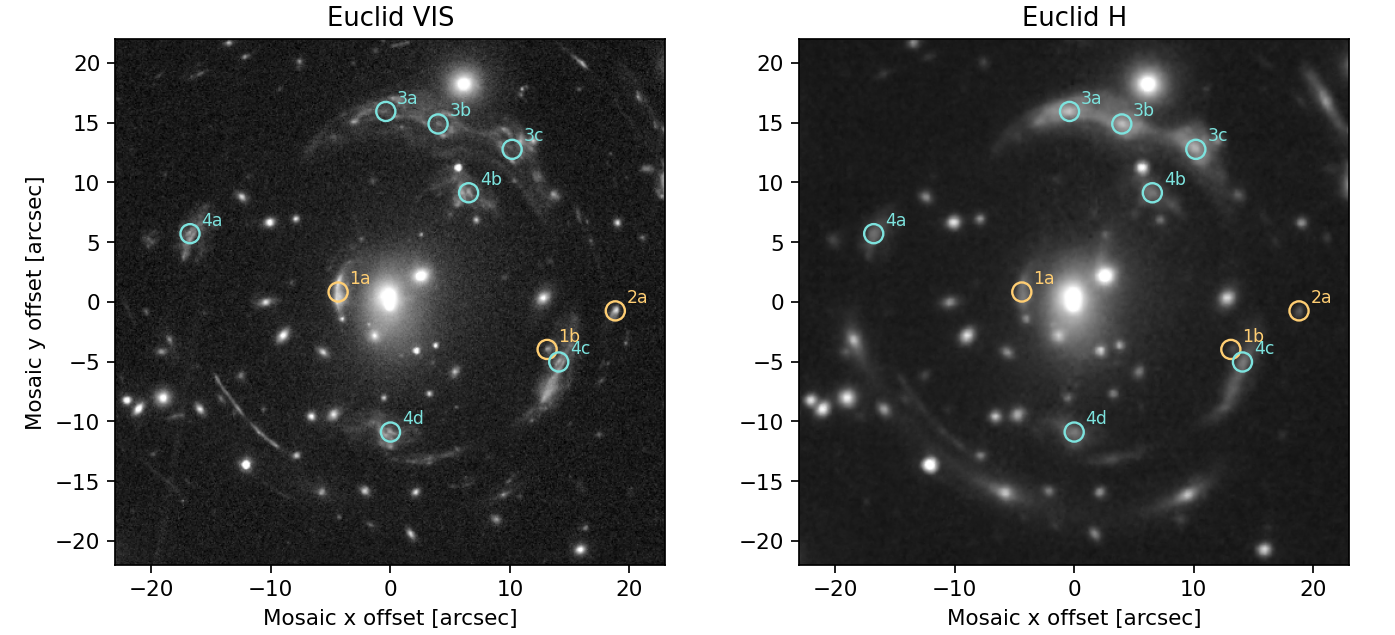 Euclid VIS
Euclid H
Mosaic y offset [arcsec]
20
15
10
5
0
−5
−10
−15
−20
−20
−10
0
10
20
Mosaic x offset [arcsec]
3a
3b
3c
4b
4a
1a
2a
1b
4c
4d
20
15
10
5
0
−5
−10
−15
−20
−20
−10
0
10
20
Mosaic x offset [arcsec]
3a
3b
3c
4b
4a
1a
2a
1b
4c
4d